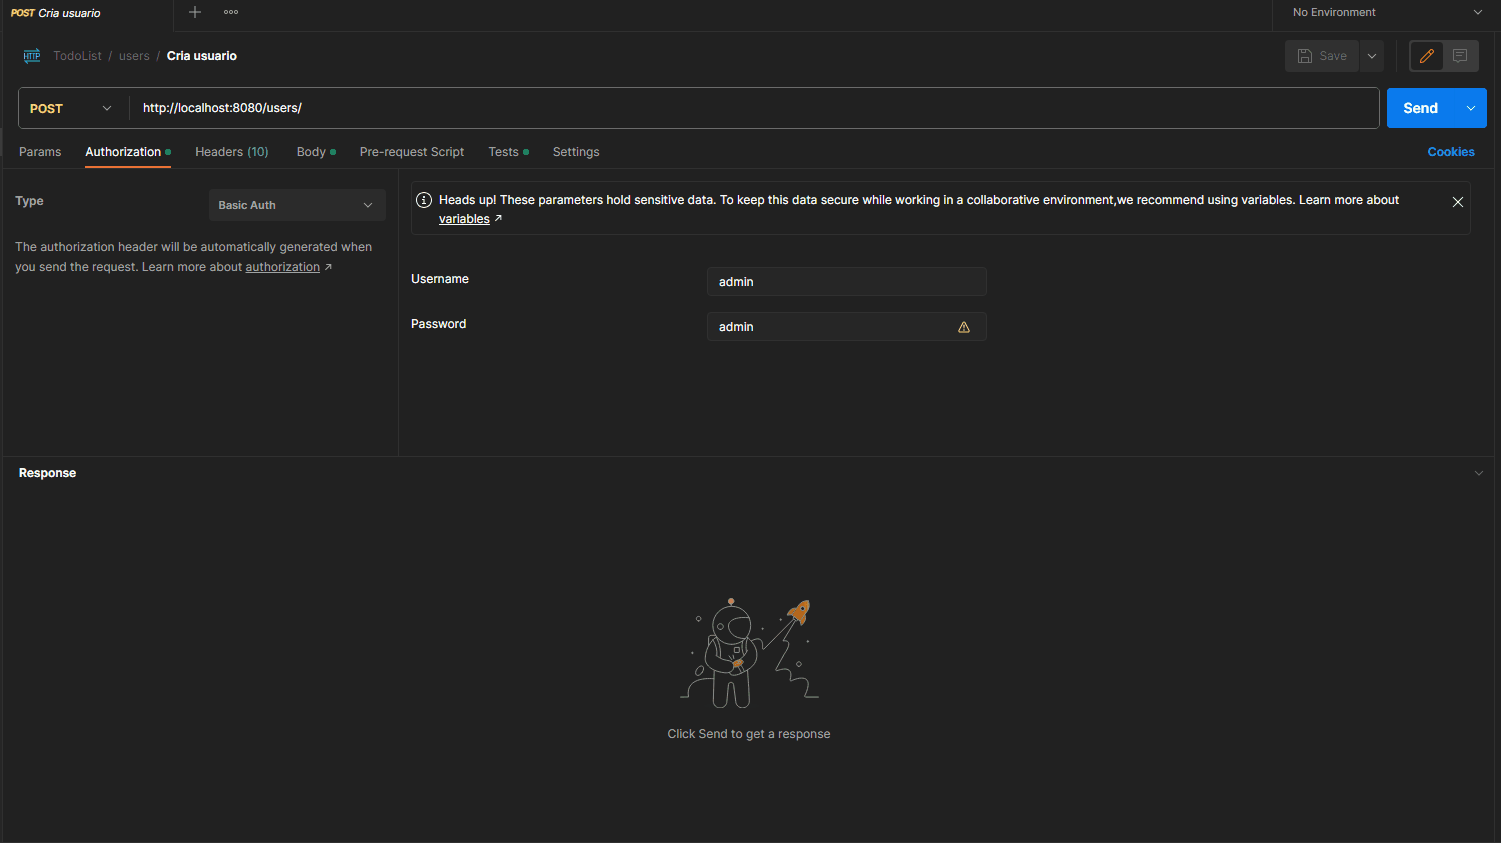 POST Cria usuario
No Environment
HTTP TodoList / users / Cria usuario
Save
POST http://localhost:8080/users/
Send
Params Authorization Headers (10) Body Pre-request Script Tests Settings
Cookies
Type Basic Auth
The authorization header will be automatically generated when
you send the request. Learn more about authorization ↗
Heads up! These parameters hold sensitive data. To keep this data secure while working in a collaborative environment,we recommend using variables. Learn more about
variables ↗
Username admin
Password admin
Response
Click Send to get a response